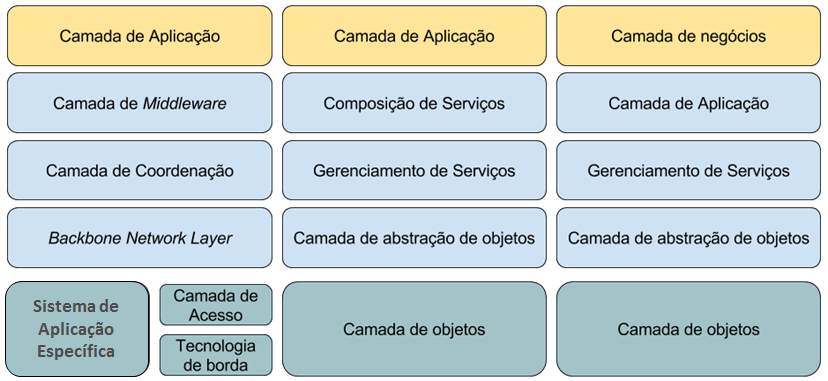 Camada de Aplicação
Camada de Aplicação
Camada de negócios
Camada de Middleware
Composição de Serviços
Camada de Aplicação
Camada de Coordenação
Gerenciamento de Serviços
Gerenciamento de Serviços
Backbone Network Layer
Camada de abstração de objetos
Camada de abstração de objetos
Sistema de
Aplicação
Específica
Camada de
Acesso
Tecnologia
de borda
Camada de objetos
Camada de objetos